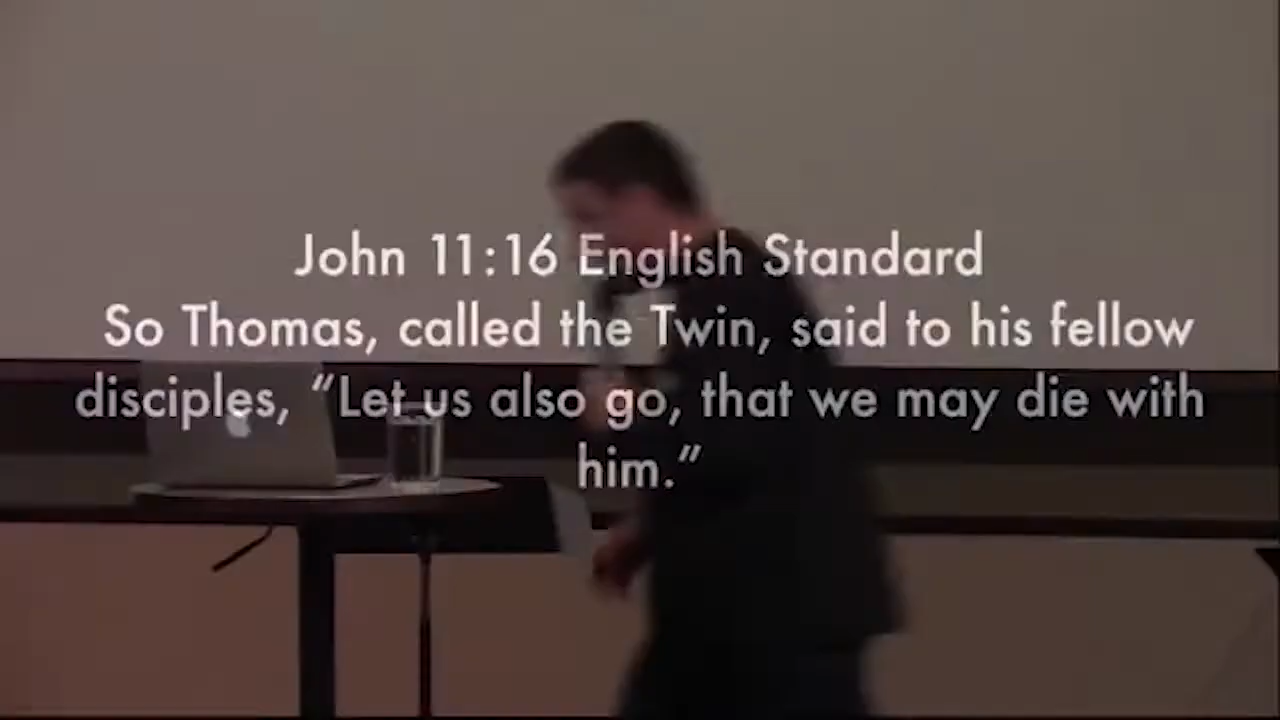 John 11:16 English Standard
So Thomas, called the Twin, said to his fellow
disciples, “Let us also go, that we may die with
him.”